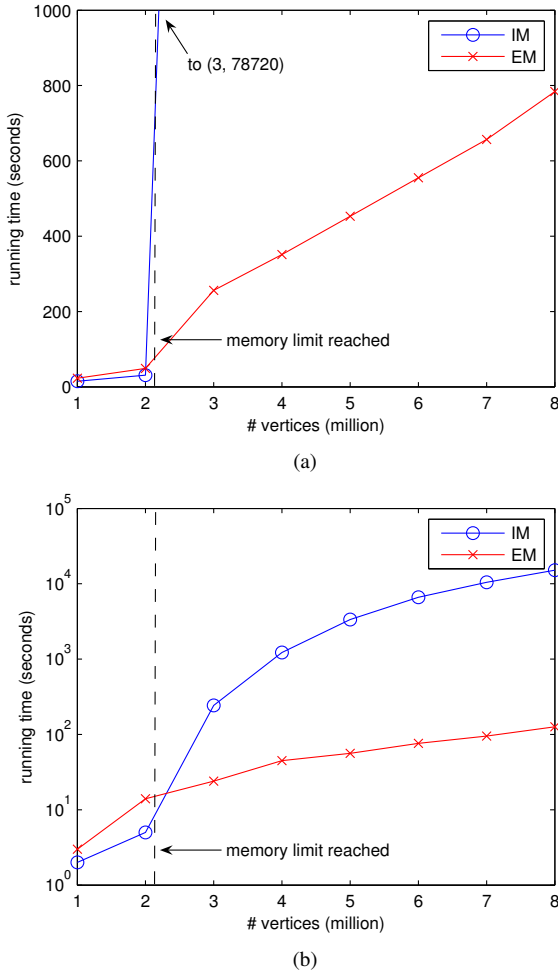 1000
800
600
400
200
0
running time (seconds)
to (3, 78720)
IM
EM
memory limit reached
1 2 3 4 5 6 7 8
# vertices (million)
(a)
10^5
10^4
10^3
10^2
10^1
10^0
running time (seconds)
IM
EM
memory limit reached
1 2 3 4 5 6 7 8
# vertices (million)
(b)